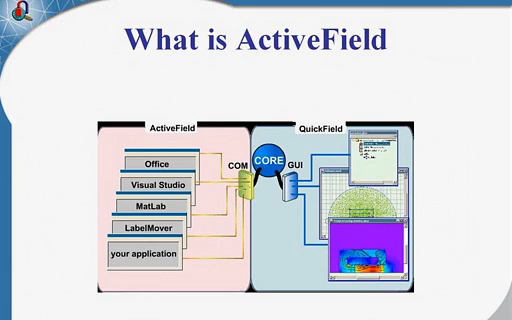 What is ActiveField
ActiveField
QuickField
Office
Visual Studio
MatLab
LabelMover
your application
COM
CORE
GUI